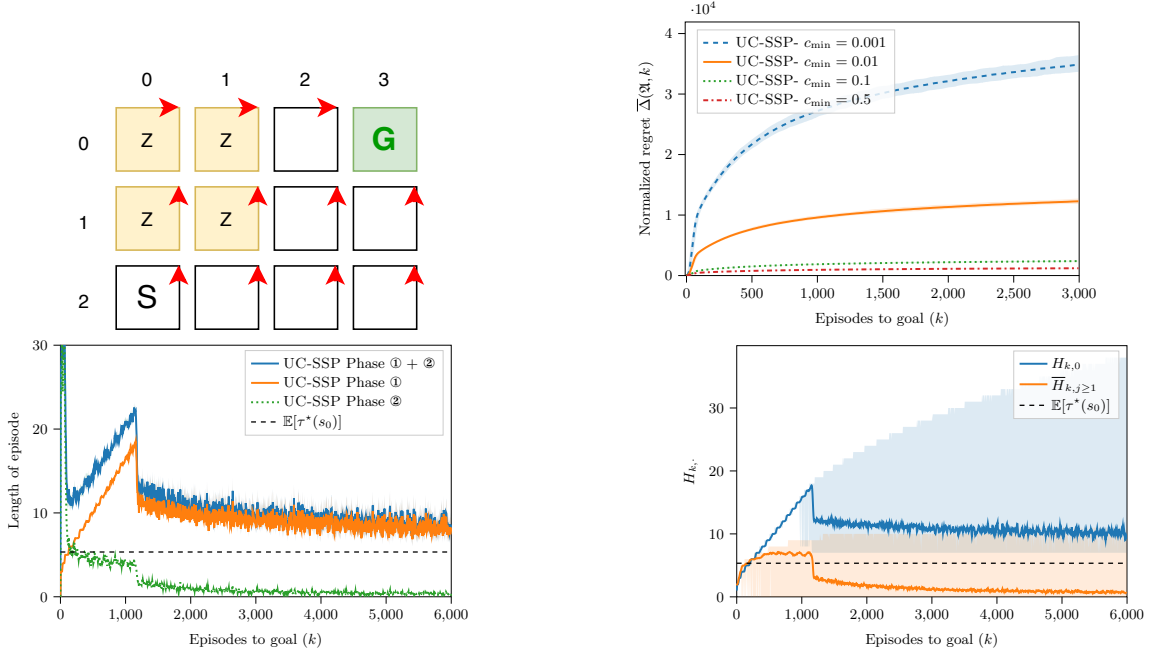 0 1 2 3
0 z z G
1 z z
2 S
·10⁴
4
3
2
1
0
Normalized regret Δ̅(𝔄, k)
UC-SSP- c_min = 0.001
UC-SSP- c_min = 0.01
UC-SSP- c_min = 0.1
UC-SSP- c_min = 0.5
0 500 1,000 1,500 2,000 2,500 3,000
Episodes to goal (k)
30
20
10
0
Length of episode
UC-SSP Phase ① + ②
UC-SSP Phase ①
UC-SSP Phase ②
𝔼[τ⋆(s₀)]
0 1,000 2,000 3,000 4,000 5,000 6,000
Episodes to goal (k)
30
20
10
0
H_{k,·}
H_{k,0}
H̅_{k,j≥1}
𝔼[τ⋆(s₀)]
0 1,000 2,000 3,000 4,000 5,000 6,000
Episodes to goal (k)